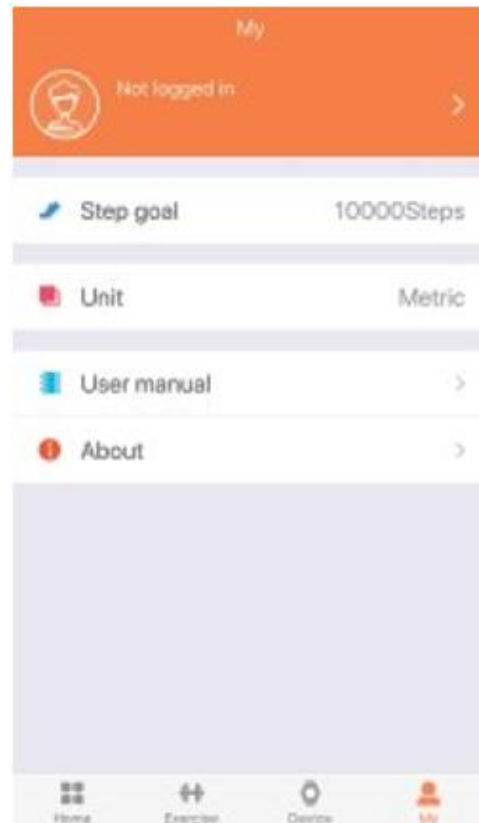 My
Not logged in
Step goal 10000Steps
Unit Metric
User manual
About
Home Exercise Device My